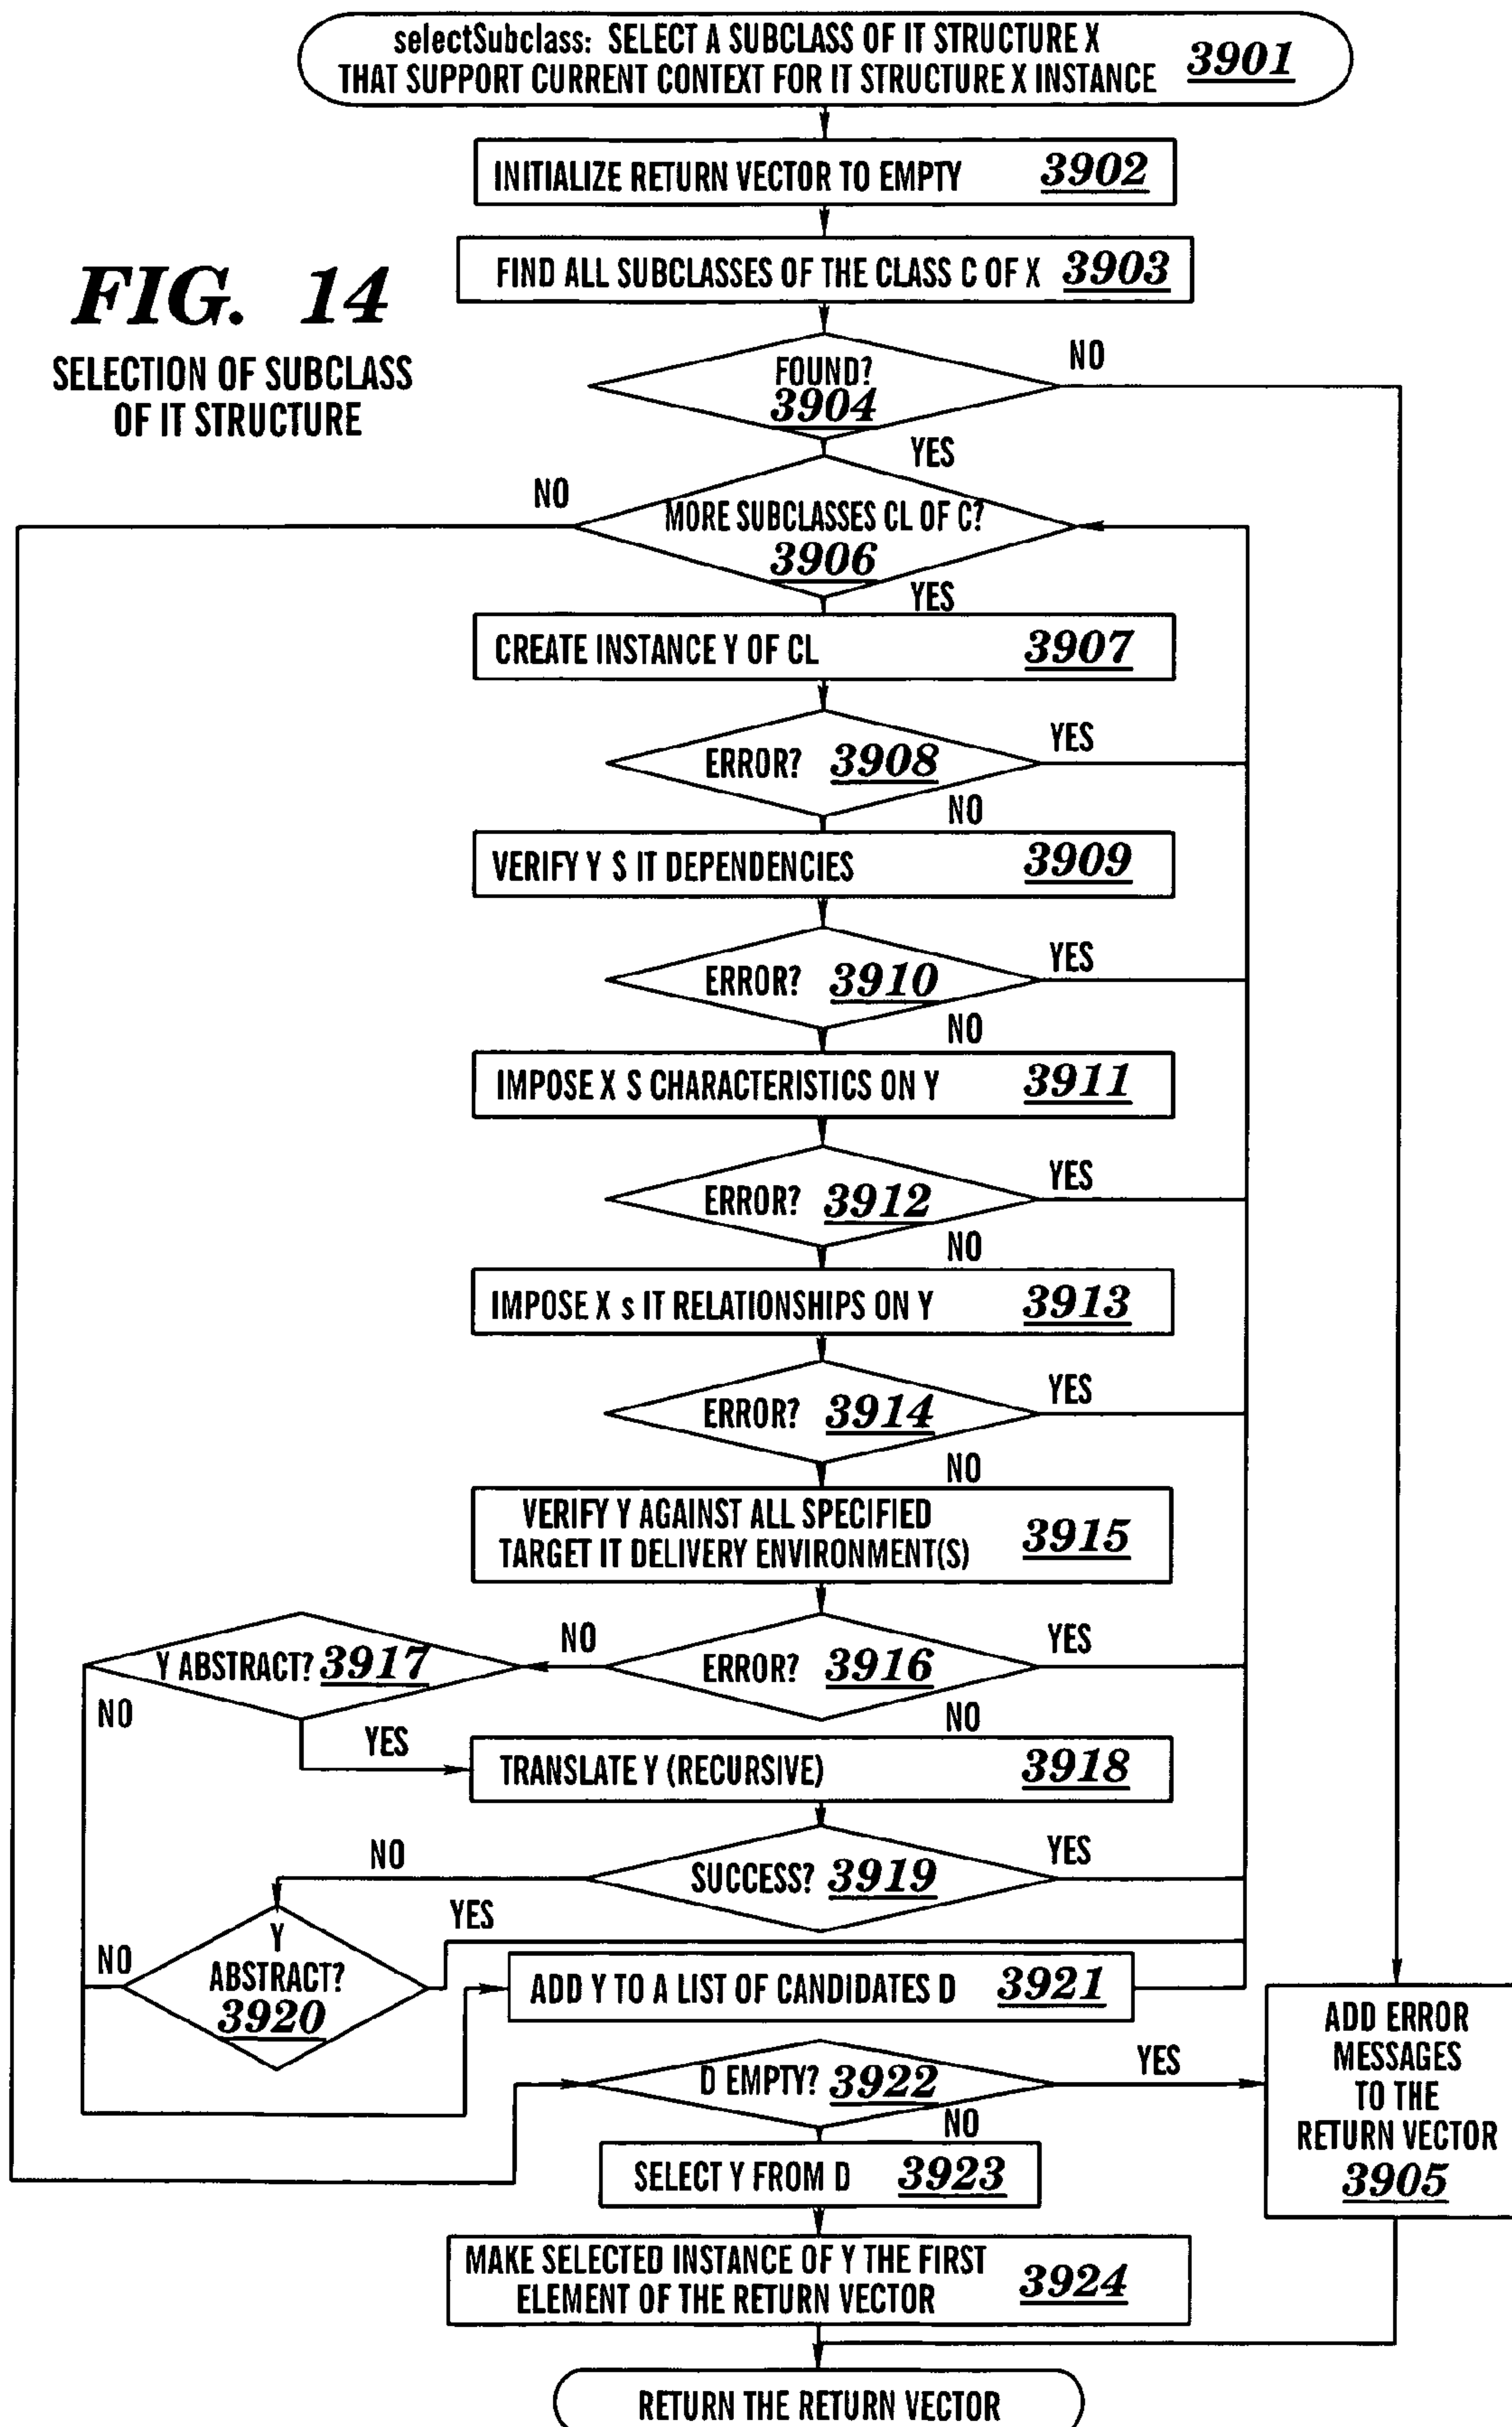 selectSubclass: SELECT A SUBCLASS OF IT STRUCTURE X
THAT SUPPORT CURRENT CONTEXT FOR IT STRUCTURE X INSTANCE 3901
INITIALIZE RETURN VECTOR TO EMPTY 3902
FIND ALL SUBCLASSES OF THE CLASS C OF X 3903
FIG. 14
SELECTION OF SUBCLASS
OF IT STRUCTURE
FOUND?
3904
NO
YES
NO
MORE SUBCLASSES CL OF C?
3906
YES
CREATE INSTANCE Y OF CL 3907
ERROR? 3908
YES
NO
VERIFY Y S IT DEPENDENCIES 3909
ERROR? 3910
YES
NO
IMPOSE X S CHARACTERISTICS ON Y 3911
ERROR? 3912
YES
NO
IMPOSE X s IT RELATIONSHIPS ON Y 3913
ERROR? 3914
YES
NO
VERIFY Y AGAINST ALL SPECIFIED
TARGET IT DELIVERY ENVIRONMENT(S) 3915
Y ABSTRACT? 3917
NO
ERROR? 3916
YES
NO
NO
YES
TRANSLATE Y (RECURSIVE) 3918
NO
SUCCESS? 3919
YES
YES
NO
Y
ABSTRACT?
3920
ADD Y TO A LIST OF CANDIDATES D 3921
D EMPTY? 3922
YES
NO
ADD ERROR
MESSAGES
TO THE
RETURN VECTOR
3905
SELECT Y FROM D 3923
MAKE SELECTED INSTANCE OF Y THE FIRST
ELEMENT OF THE RETURN VECTOR 3924
RETURN THE RETURN VECTOR